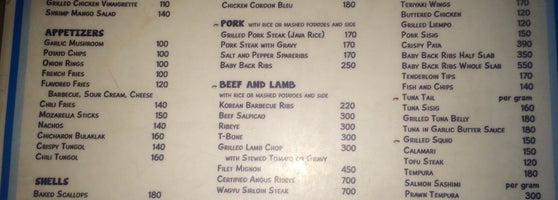 Grilled Chicken Vinaigrette 110
Shrimp Mango Salad 140
Appetizers
Garlic Mushroom 100
Potato Chips 100
Onion Rings 100
French Fries 100
Flavored Fries 120
Barbecue, Sour Cream, Cheese
Chili Fries 140
Mozarella Sticks 150
Nachos 140
Chicharon Bulaklak 150
Crispy Tungol 140
Chili Tungol 160
Shells
Baked Scallops 180
Chicken Cordon Bleu 180
Pork with rice or mashed potatoes and side
Grilled Pork Steak (Java Rice) 170
Pork Steak with Gravy 170
Salt and Pepper Spareribs 170
Baby Back Ribs 250
Beef and Lamb
with rice or mashed potatoes and side
Korean Barbecue Ribs 220
Beef Salpicao 300
Ribeye 300
T-Bone 300
Grilled Lamb Chop 300
with Stewed Tomato or Gravy
Filet Mignon 450
Certified Angus Ribeye 700
Wagyu Sirloin Steak 700
Teriyaki Wings 170
Buttered Chicken
Grilled Liempo 120
Pork Sisig 150
Crispy Pata 390
Baby Back Ribs Half Slab 350
Baby Back Ribs Whole Slab 550
Tenderloin Tips 170
Fish and Chips 140
Tuna Tail per gram
Tuna Sisig 160
Grilled Tuna Belly 180
Tuna in Garlic Butter Sauce 180
Grilled Squid 150
Calamari 150
Tofu Steak 120
Tempura 180
Salmon Sashimi per gram
Prawn Tempura 300